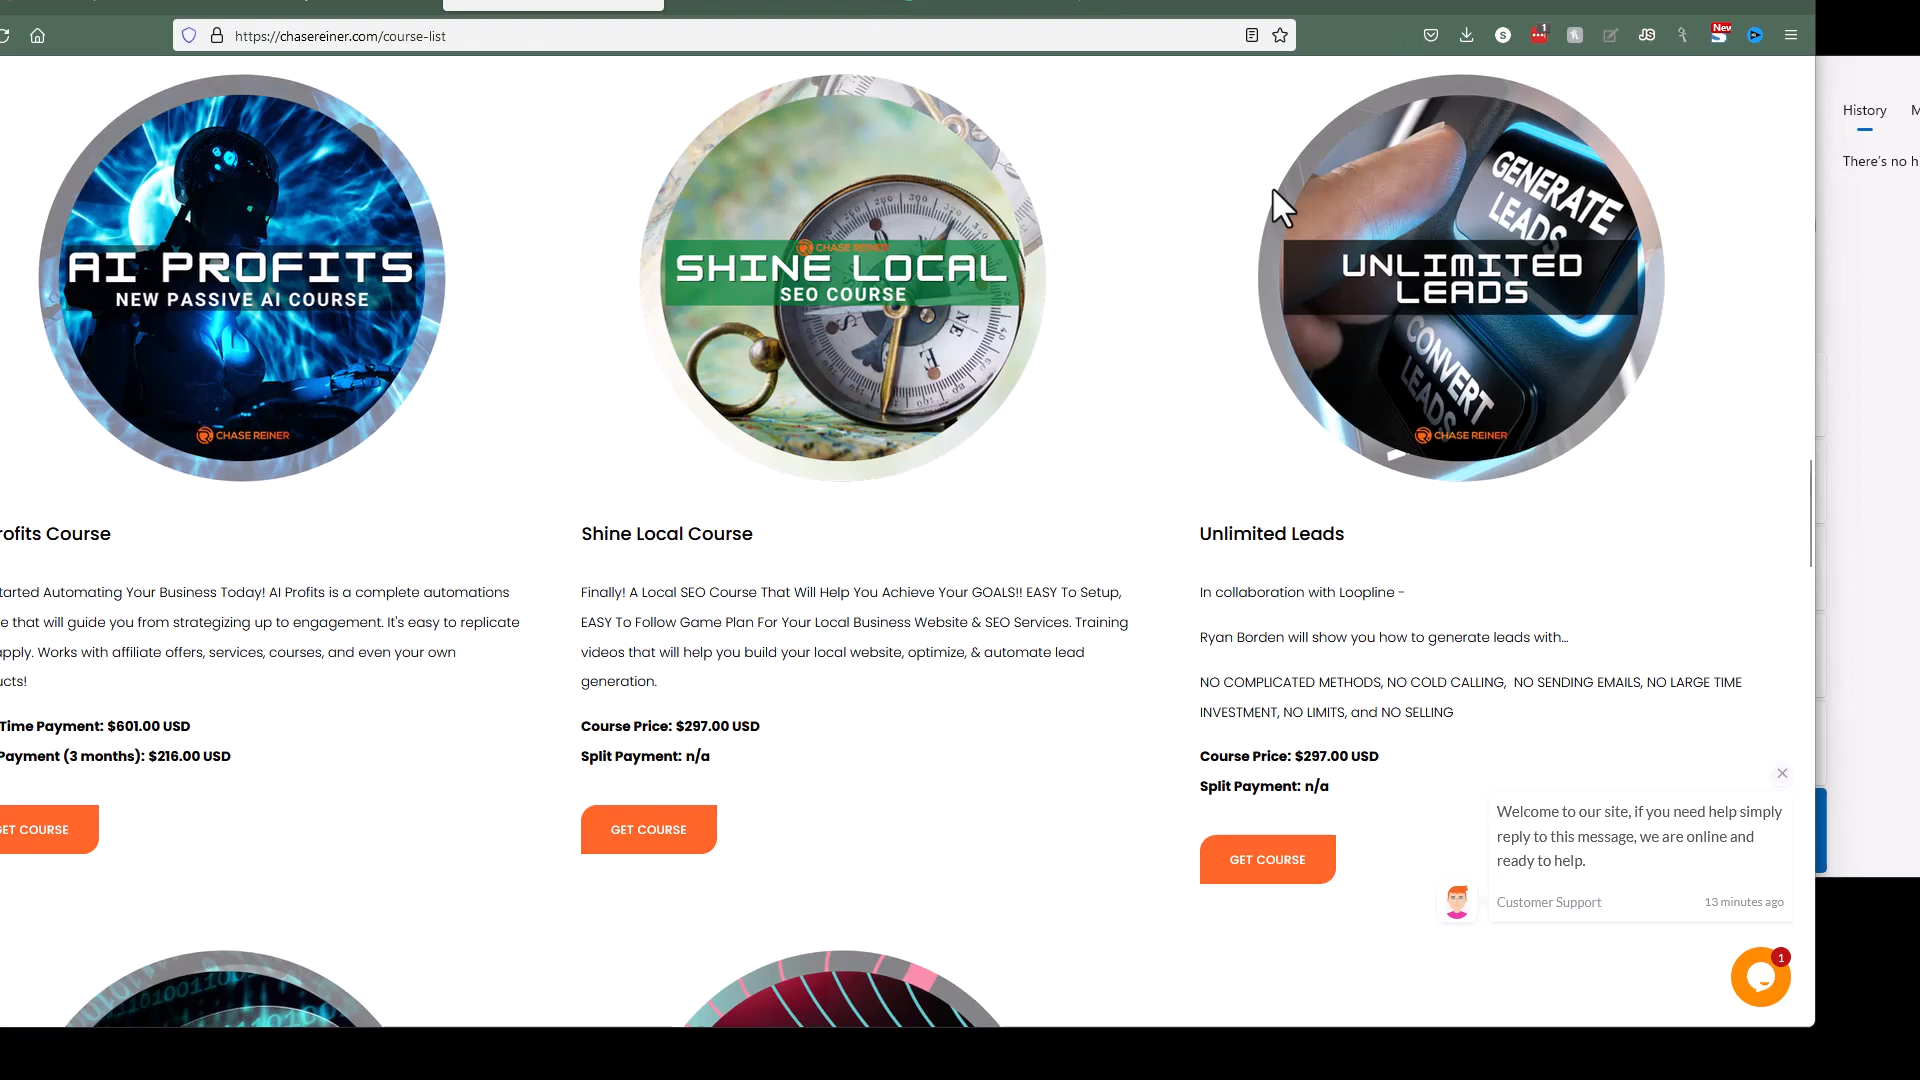 https://chasereiner.com/course-list
1
JS
New
History
There's no h
AI PROFITS
NEW PASSIVE AI COURSE
CHASE REINER
CHASE REINER
SHINE LOCAL
SEO COURSE
GENERATE
LEADS
UNLIMITED
LEADS
CONVERT
LEADS
CHASE REINER
rofits Course
tarted Automating Your Business Today! AI Profits is a complete automations
e that will guide you from strategizing up to engagement. It's easy to replicate
apply. Works with affiliate offers, services, courses, and even your own
ucts!
Time Payment: $601.00 USD
Payment (3 months): $216.00 USD
GET COURSE
Shine Local Course
Finally! A Local SEO Course That Will Help You Achieve Your GOALS!! EASY To Setup,
EASY To Follow Game Plan For Your Local Business Website & SEO Services. Training
videos that will help you build your local website, optimize, & automate lead
generation.
Course Price: $297.00 USD
Split Payment: n/a
GET COURSE
Unlimited Leads
In collaboration with Loopline -
Ryan Borden will show you how to generate leads with...
NO COMPLICATED METHODS, NO COLD CALLING,  NO SENDING EMAILS, NO LARGE TIME
INVESTMENT, NO LIMITS, and NO SELLING
Course Price: $297.00 USD
Split Payment: n/a
GET COURSE
Welcome to our site, if you need help simply
reply to this message, we are online and
ready to help.
Customer Support
13 minutes ago
1